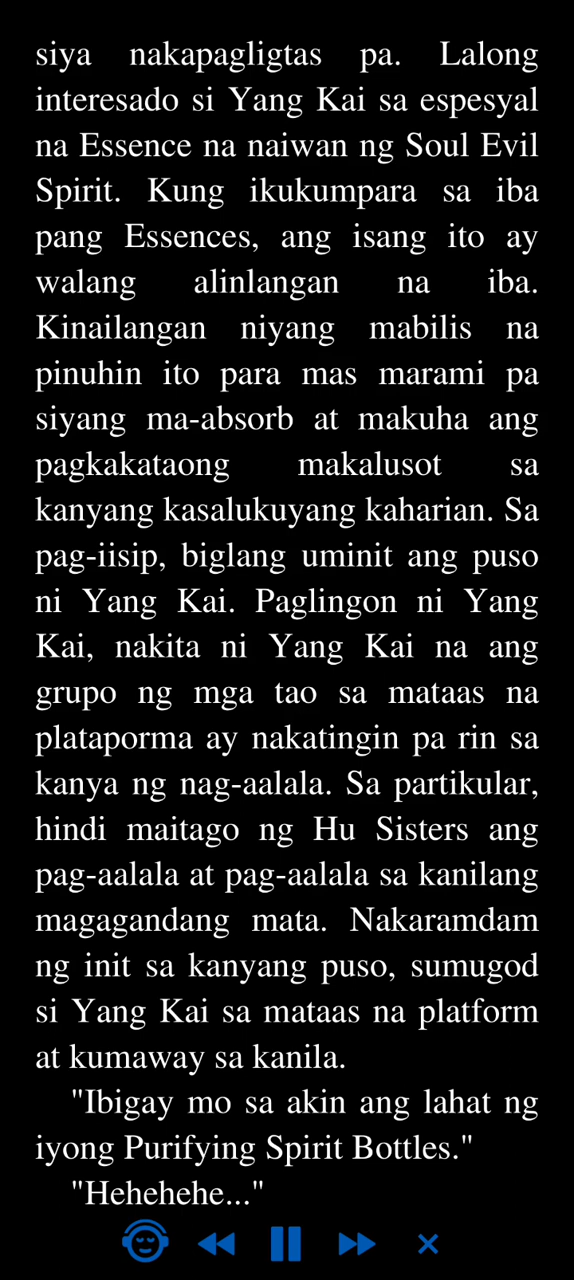 siya nakapagligtas pa. Lalong
interesado si Yang Kai sa espesyal
na Essence na naiwan ng Soul Evil
Spirit. Kung ikukumpara sa iba
pang Essences, ang isang ito ay
walang alinlangan na iba.
Kinailangan niyang mabilis na
pinuhin ito para mas marami pa
siyang ma-absorb at makuha ang
pagkakataong makalusot sa
kanyang kasalukuyang kaharian. Sa
pag-iisip, biglang uminit ang puso
ni Yang Kai. Paglingon ni Yang
Kai, nakita ni Yang Kai na ang
grupo ng mga tao sa mataas na
plataporma ay nakatingin pa rin sa
kanya ng nag-aalala. Sa partikular,
hindi maitago ng Hu Sisters ang
pag-aalala at pag-aalala sa kanilang
magagandang mata. Nakaramdam
ng init sa kanyang puso, sumugod
si Yang Kai sa mataas na platform
at kumaway sa kanila.
"Ibigay mo sa akin ang lahat ng
iyong Purifying Spirit Bottles."
"Hehehehe..."